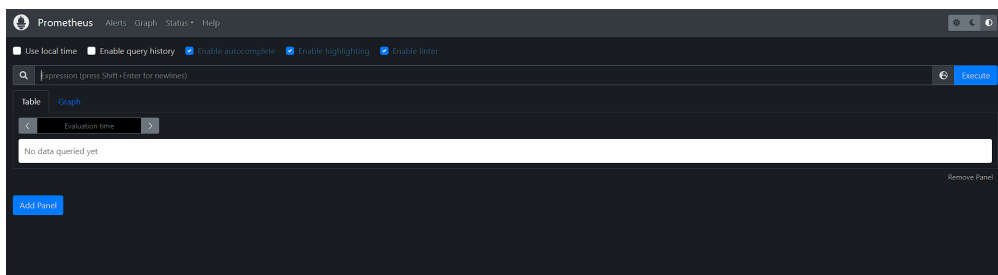 Prometheus Alerts Graph Status Help
Use local time Enable query history Enable autocomplete Enable highlighting Enable linter
Expression (press Shift+Enter for newlines) Execute
Table Graph
Evaluation time
No data queried yet
Remove Panel
Add Panel